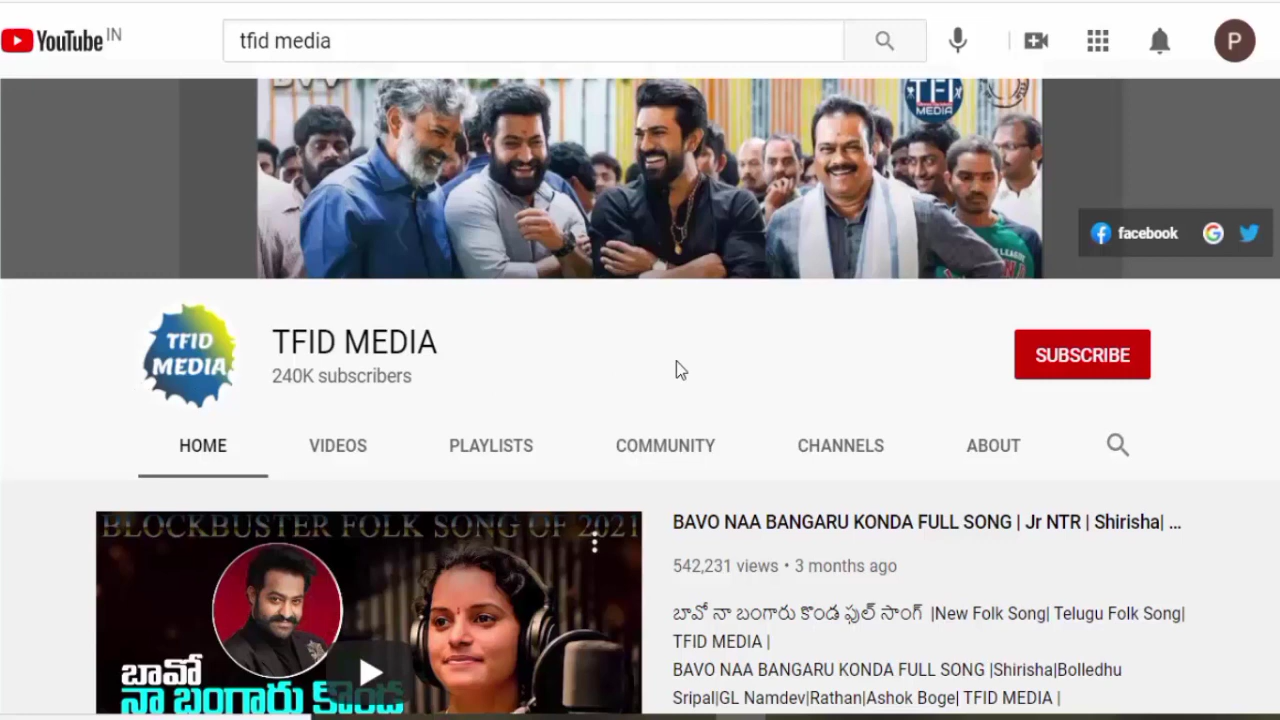 YouTube IN
tfid media
P
TFI
MEDIA
facebook
LEAGUE
TFID
MEDIA
TFID MEDIA
240K subscribers
SUBSCRIBE
HOME
VIDEOS
PLAYLISTS
COMMUNITY
CHANNELS
ABOUT
BLOCKBUSTER FOLK SONG OF 2021
బావో
నా బంగారు కొండ
BAVO NAA BANGARU KONDA FULL SONG | Jr NTR | Shirisha| ...
542,231 views • 3 months ago
బావో నా బంగారు కొండ ఫుల్ సాంగ్ |New Folk Song| Telugu Folk Song|
TFID MEDIA |
BAVO NAA BANGARU KONDA FULL SONG |Shirisha|Bolledhu
Sripal|GL Namdev|Rathan|Ashok Boge| TFID MEDIA |